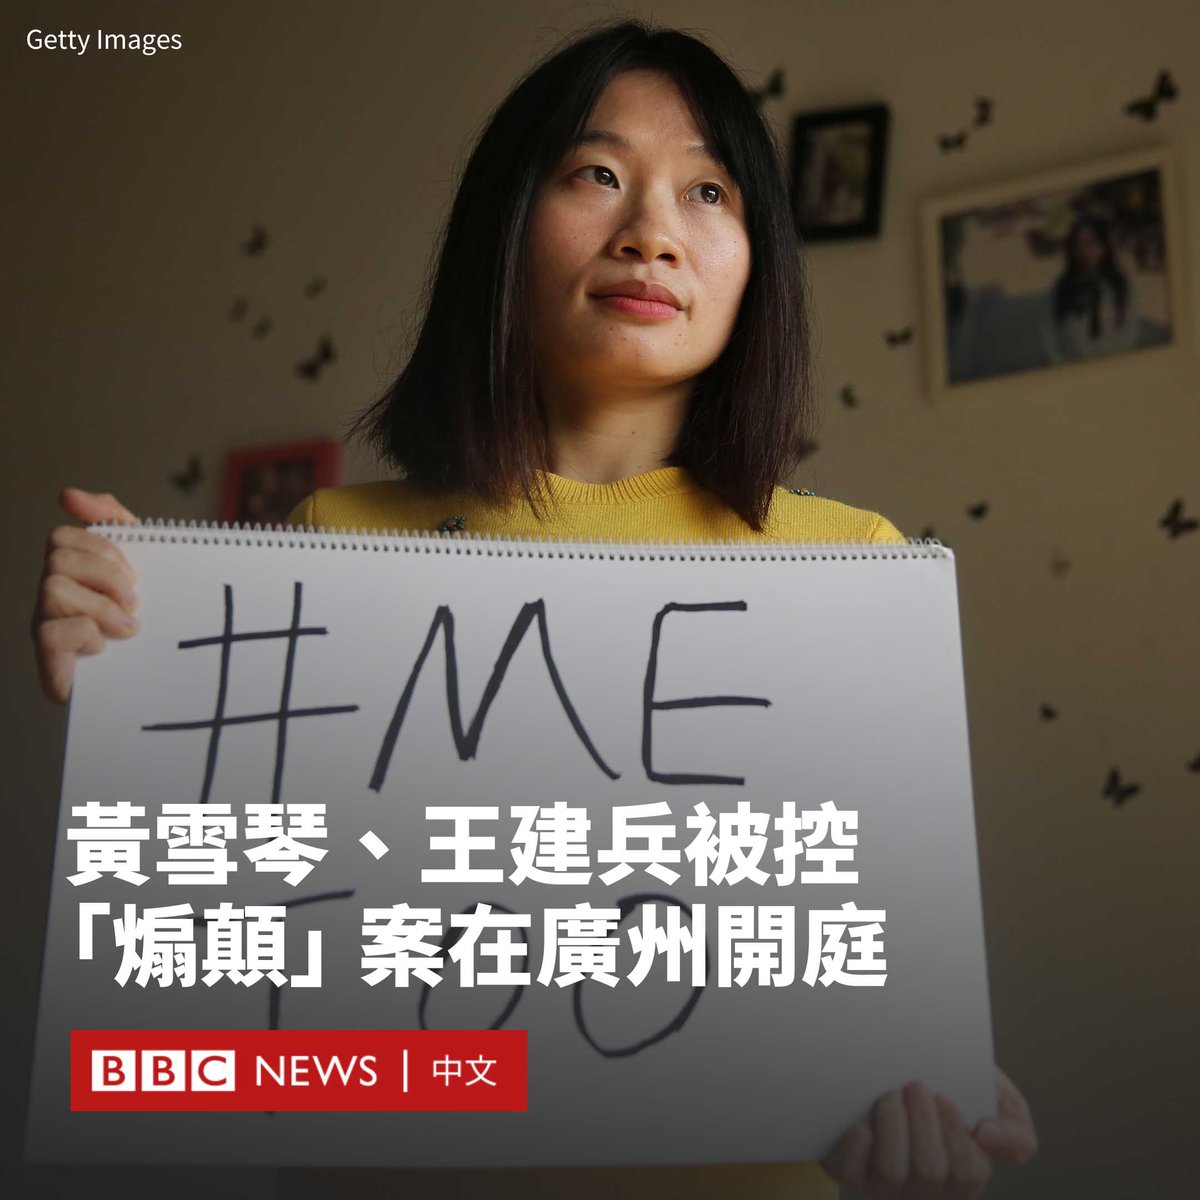 Getty Images
#ME
TOO
黃雪琴、王建兵被控
「煽顛」案在廣州開庭
BBC NEWS | 中文